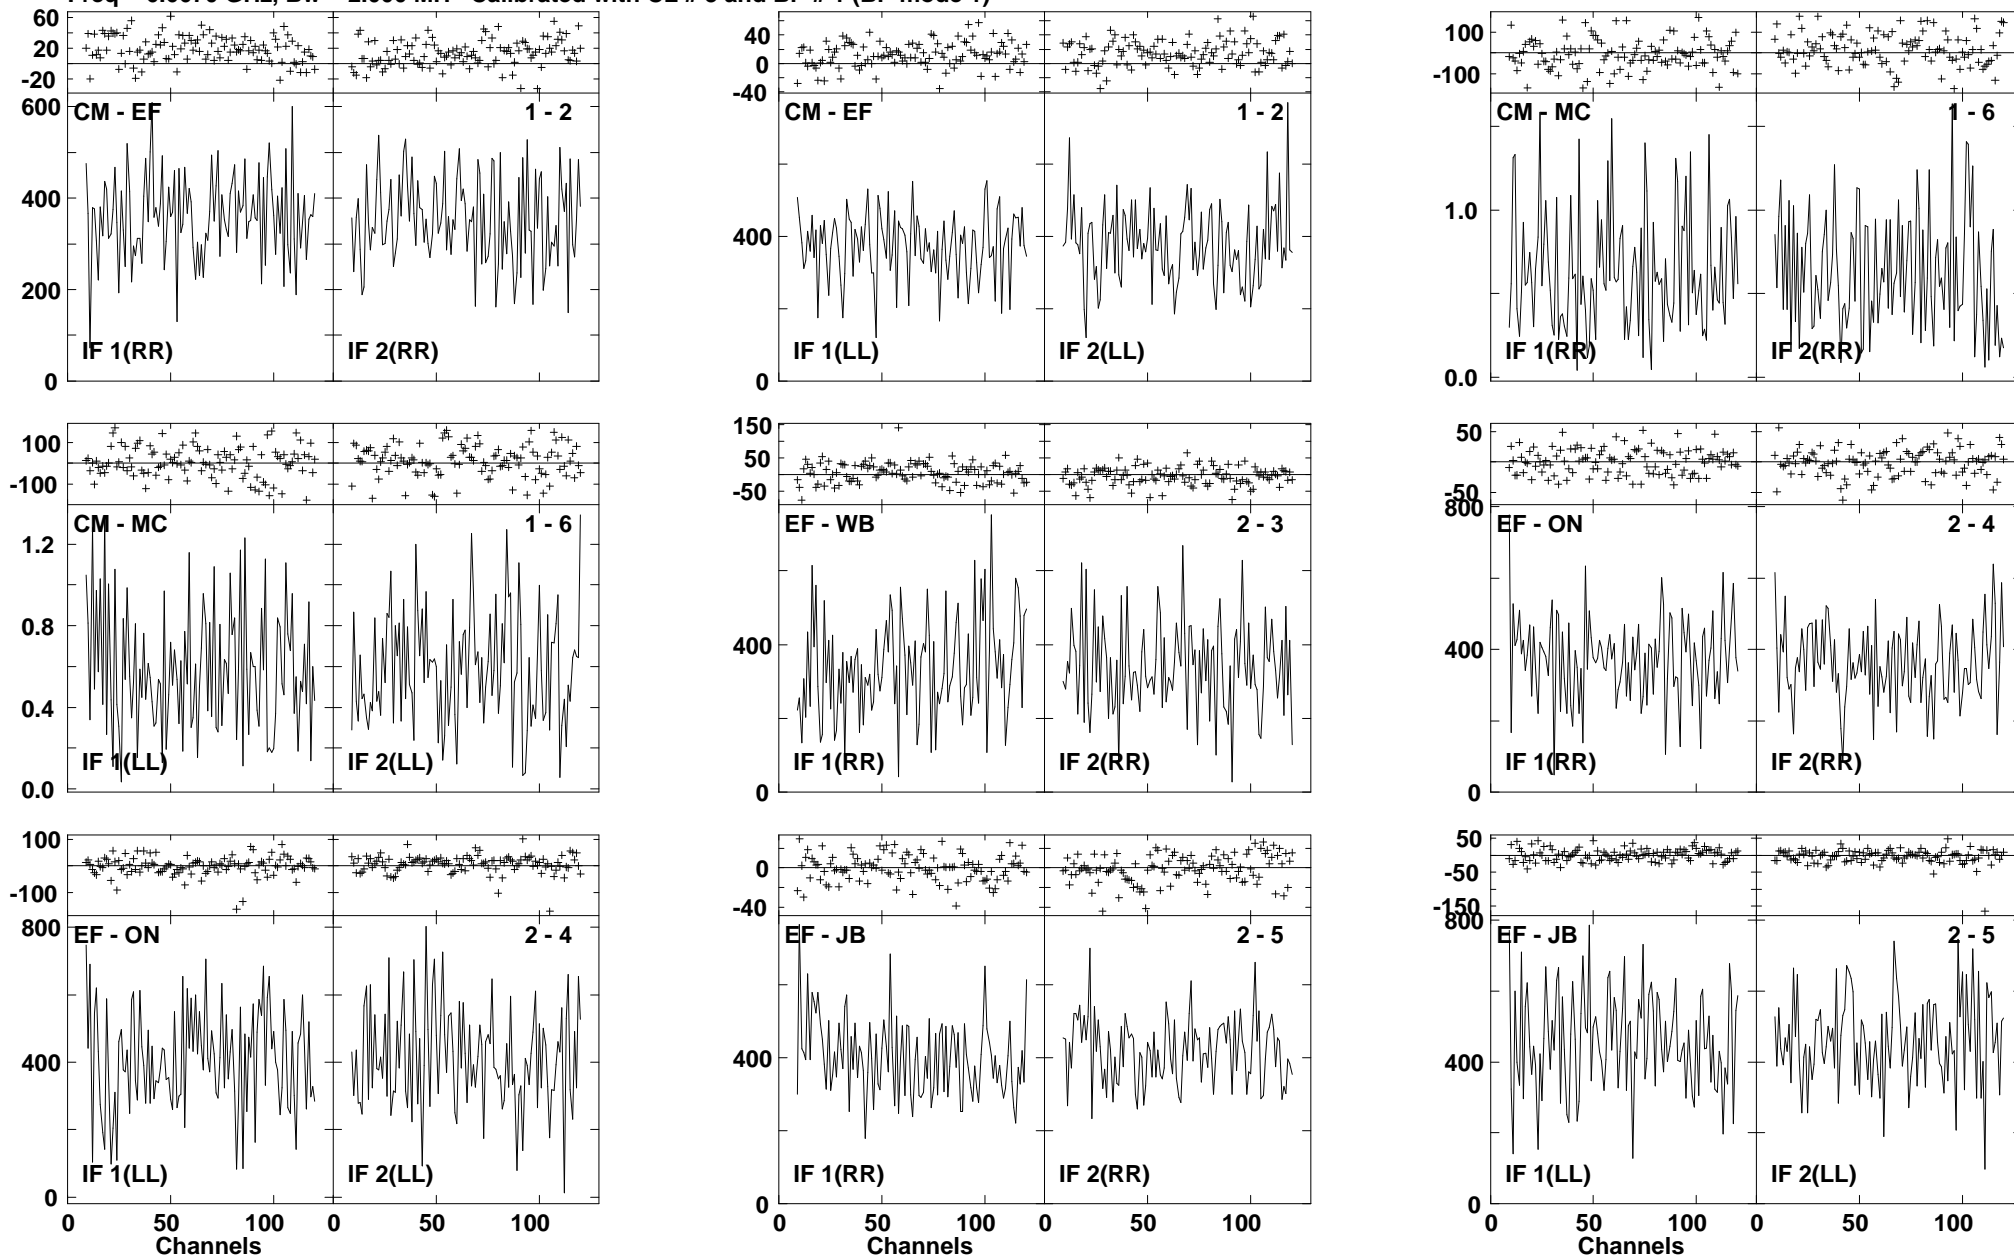 60
20
-20
600
400
200
0
CM - EF
1 - 2
IF 1(RR)
IF 2(RR)
40
0
-40
400
0
CM - EF
1 - 2
IF 1(LL)
IF 2(LL)
100
-100
1.0
0.0
CM - MC
1 - 6
IF 1(RR)
IF 2(RR)
100
-100
1.2
0.8
0.4
0.0
CM - MC
1 - 6
IF 1(LL)
IF 2(LL)
150
50
-50
400
0
EF - WB
2 - 3
IF 1(RR)
IF 2(RR)
50
-50
800
400
0
EF - ON
2 - 4
IF 1(RR)
IF 2(RR)
100
-100
800
400
0
EF - ON
2 - 4
IF 1(LL)
IF 2(LL)
0 50 100 0 50 100
Channels
0
-40
400
0
EF - JB
2 - 5
IF 1(RR)
IF 2(RR)
0 50 100 0 50 100
Channels
50
-50
-150
800
400
0
EF - JB
2 - 5
IF 1(LL)
IF 2(LL)
0 50 100 0 50 100
Channels